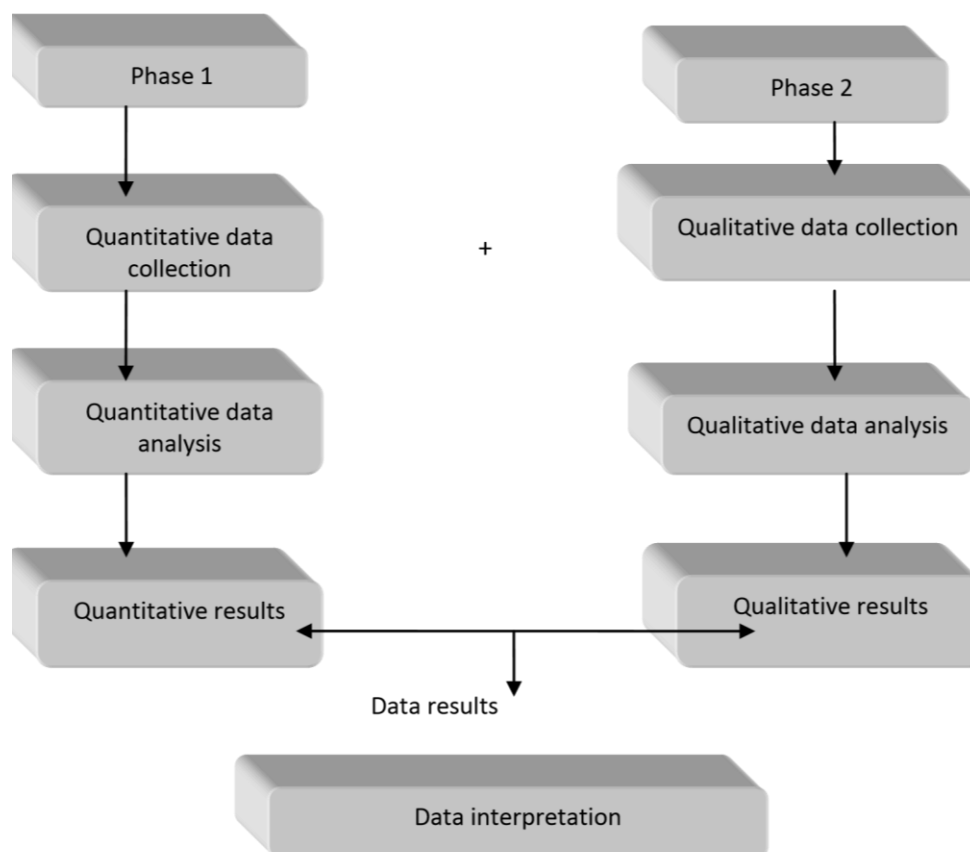 Phase 1
Phase 2
Quantitative data
collection
+
Qualitative data collection
Quantitative data
analysis
Qualitative data analysis
Quantitative results
Qualitative results
Data results
Data interpretation